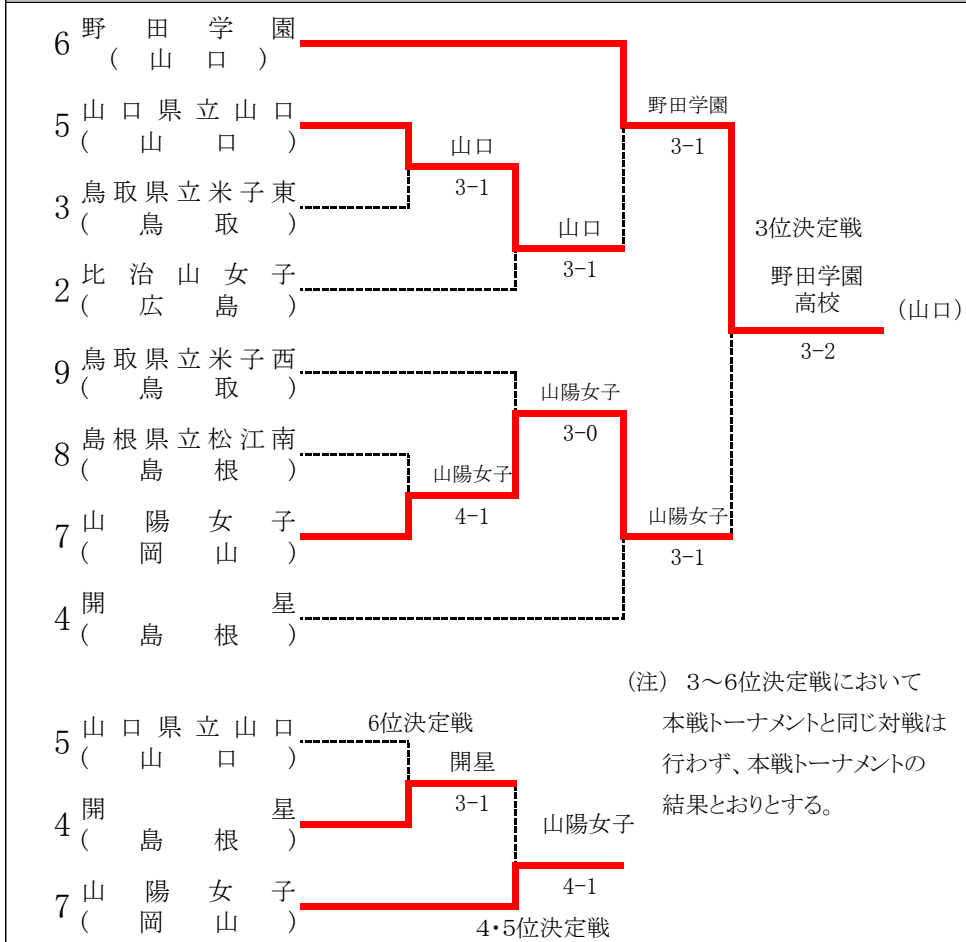 6 野田学園
(山口)
野田学園
3-1
5 山口県立山口
(山口)
山口
3-1
3 鳥取県立米子東
(鳥取)
山口
3-1
3位決定戦
2 比治山女子
(広島)
野田学園
高校
(山口)
3-2
9 鳥取県立米子西
(鳥取)
山陽女子
3-0
8 島根県立松江南
(島根)
山陽女子
4-1
7 山陽女子
(岡山)
山陽女子
3-1
4 開星
(島根)
(注) 3～6位決定戦において
本戦トーナメントと同じ対戦は
行わず、本戦トーナメントの
結果とおりとする。
5 山口県立山口
(山口)
6位決定戦
開星
3-1
4 開星
(島根)
山陽女子
4-1
7 山陽女子
(岡山)
4・5位決定戦